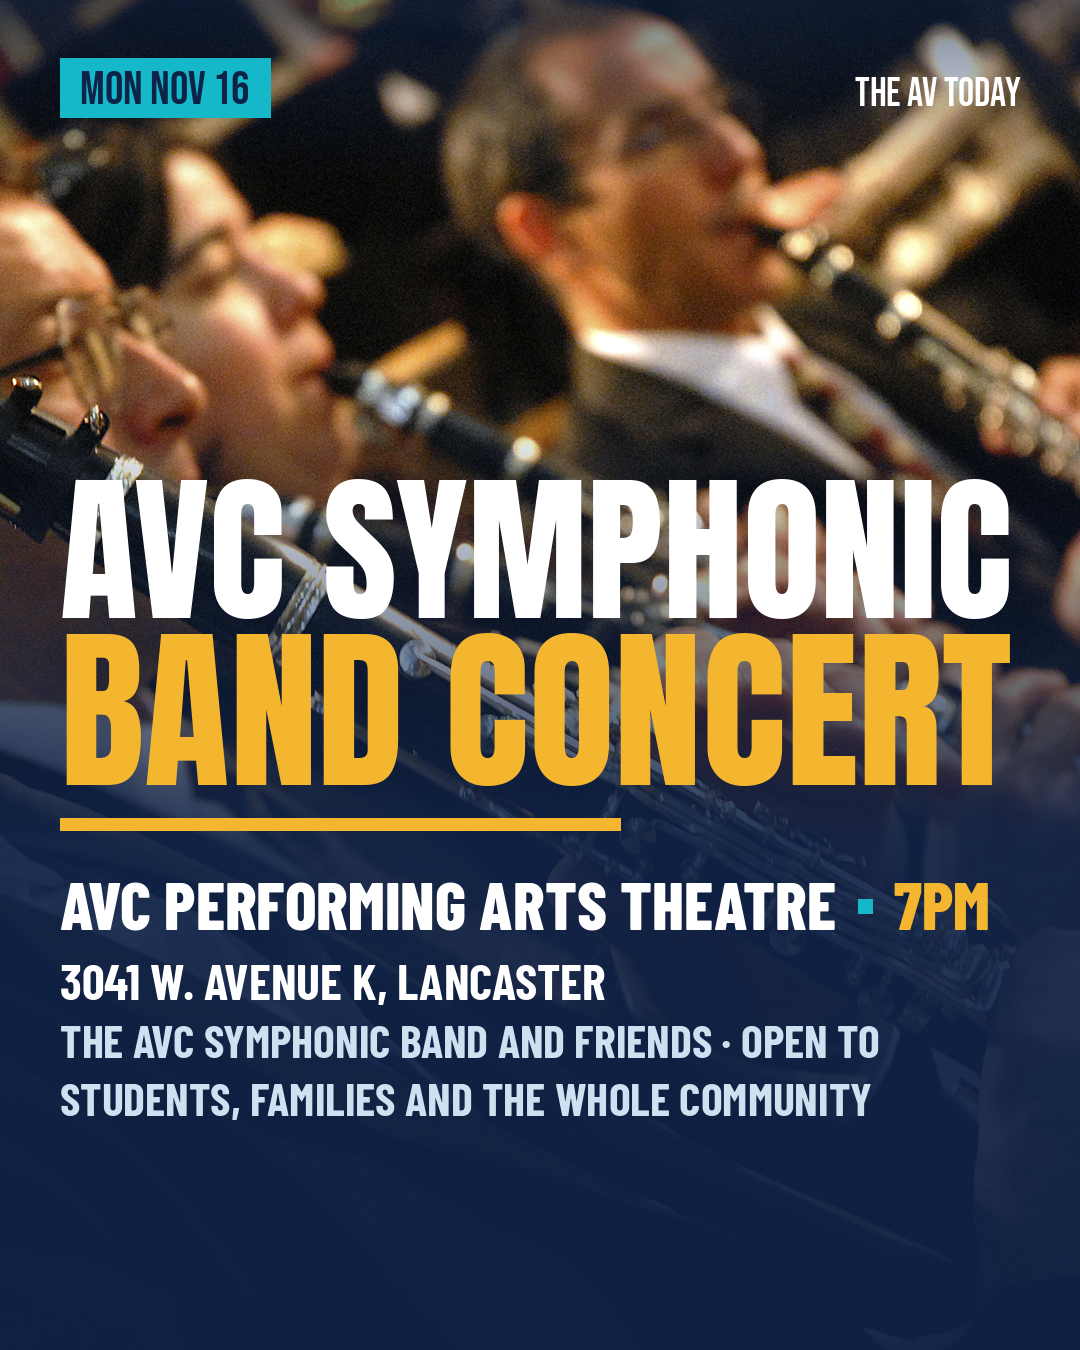 MON NOV 16
THE AV TODAY
AVC SYMPHONIC
BAND CONCERT
AVC PERFORMING ARTS THEATRE ▪ 7PM
3041 W. AVENUE K, LANCASTER
THE AVC SYMPHONIC BAND AND FRIENDS · OPEN TO
STUDENTS, FAMILIES AND THE WHOLE COMMUNITY